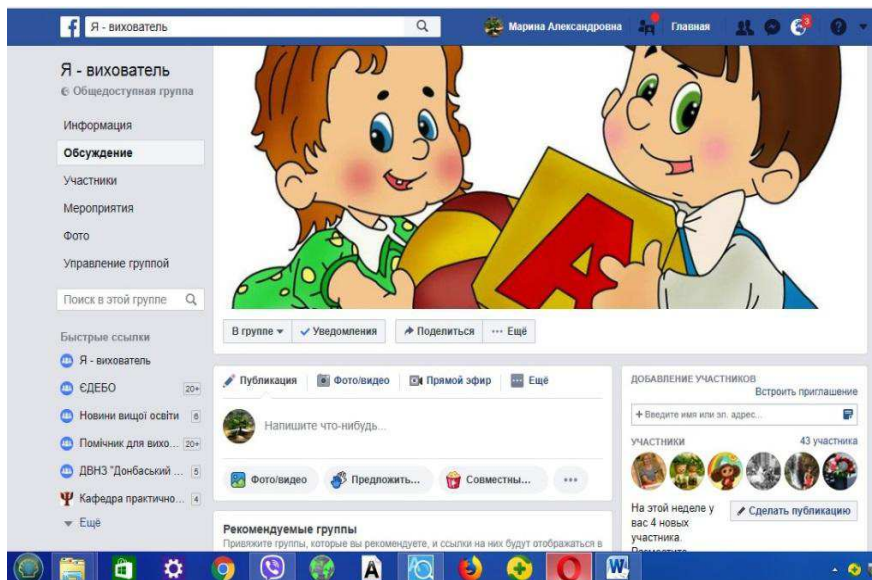 Я - вихователь
Марина Александровна
Главная
3
Я - вихователь
Общедоступная группа
Информация
Обсуждение
Участники
Мероприятия
Фото
Управление группой
Поиск в этой группе
Быстрые ссылки
Я - вихователь
ЄДЕБО 20+
Новини вищої освіти 6
Помічник для вихо... 20+
ДВНЗ "Донбаський ... 5
Кафедра практично... 4
Ещё
А
В группе
Уведомления
Поделиться
Ещё
Публикация
Фото/видео
Прямой эфир
Ещё
Напишите что-нибудь...
Фото/видео
Предложить...
Совместны...
Рекомендуемые группы
Привяжите группы, которые вы рекомендуете, и ссылки на них будут отображаться в
ДОБАВЛЕНИЕ УЧАСТНИКОВ
Встроить приглашение
+ Введите имя или эл. адрес...
УЧАСТНИКИ
43 участника
На этой неделе у
вас 4 новых
участника.
Сделать публикацию